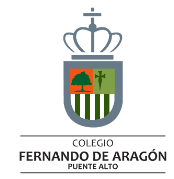 COLEGIO
FERNANDO DE ARAGÓN
PUENTE ALTO